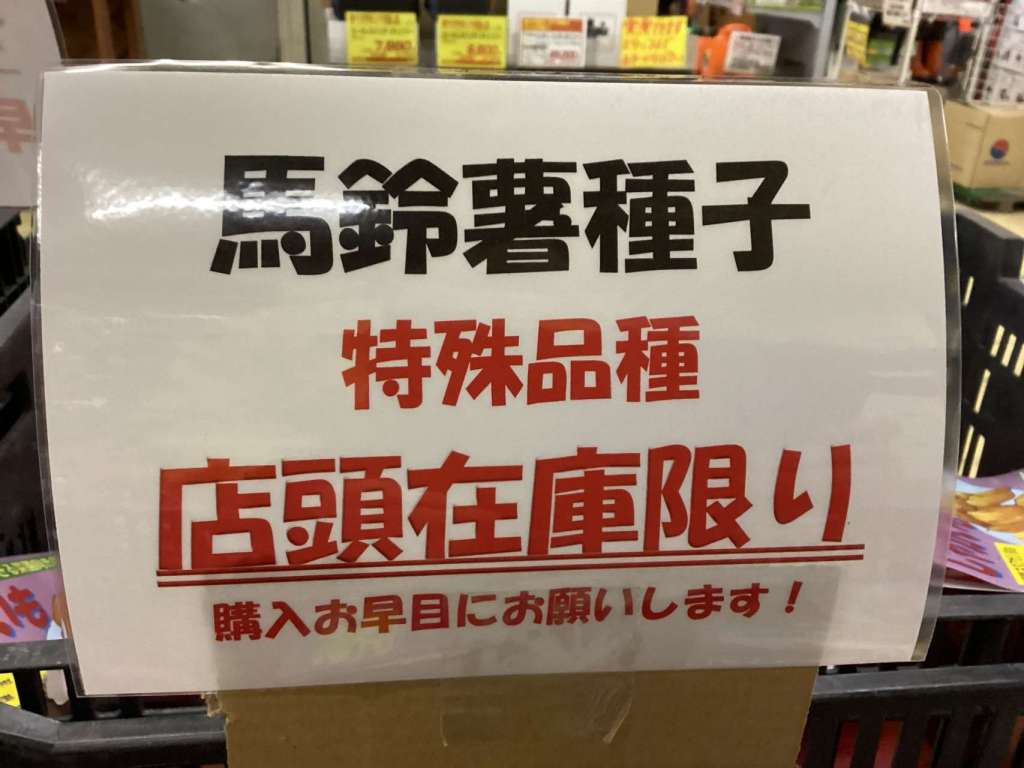 馬鈴薯種子
特殊品種
店頭在庫限り
購入お早目にお願いします！